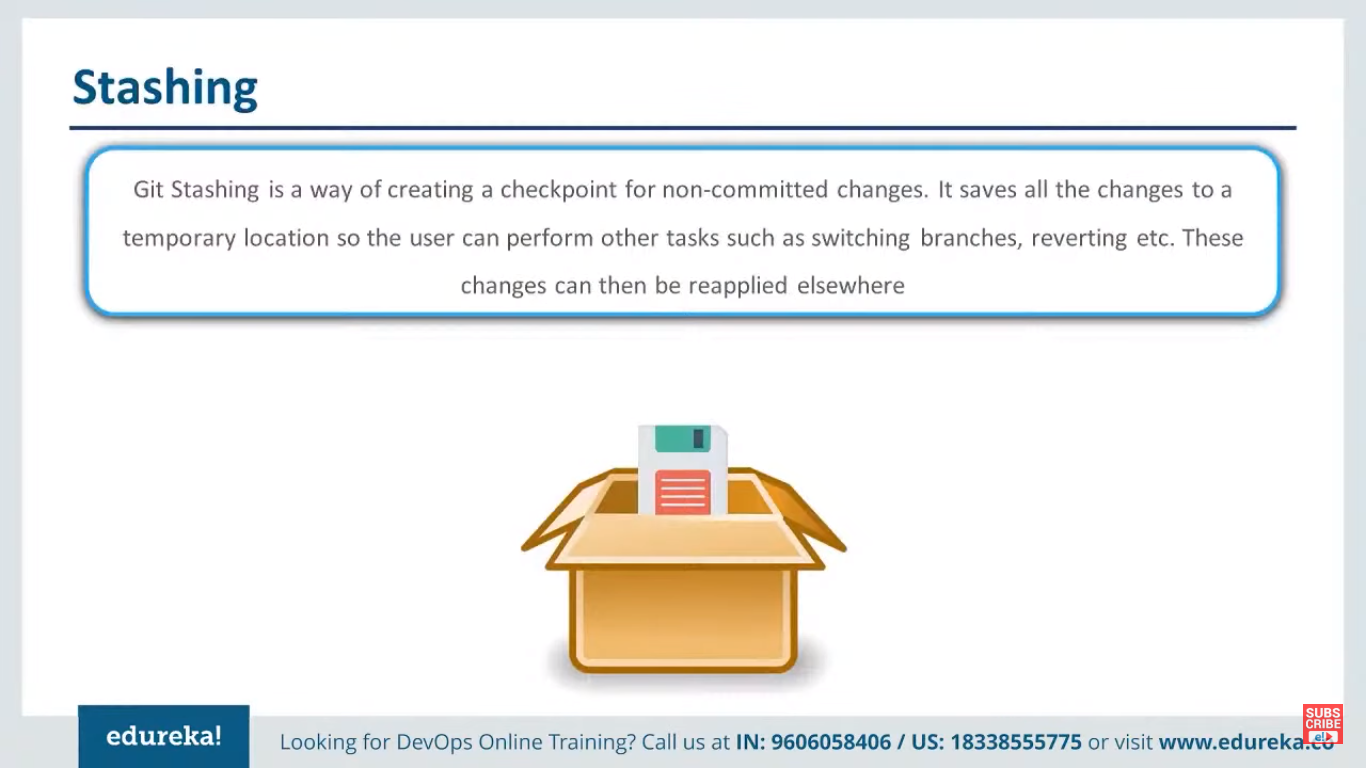 Stashing
Git Stashing is a way of creating a checkpoint for non-committed changes. It saves all the changes to a
temporary location so the user can perform other tasks such as switching branches, reverting etc. These
changes can then be reapplied elsewhere
SUBS
CRIBE
e!
edureka!
Looking for DevOps Online Training? Call us at IN: 9606058406 / US: 18338555775 or visit www.edureka.co